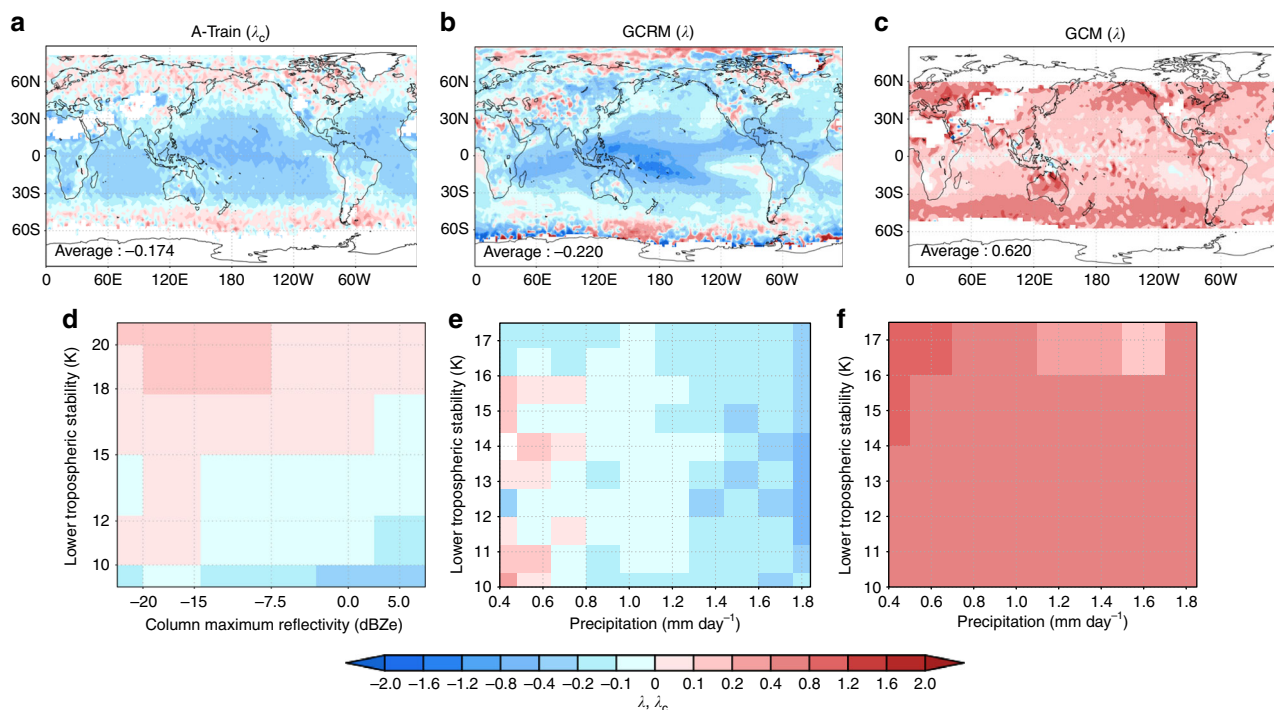 a A-Train (λc)
b GCRM (λ)
c GCM (λ)
60N
30N
0
30S
60S
Average : –0.174
0 60E 120E 180 120W 60W
60N
30N
0
30S
60S
Average : –0.220
0 60E 120E 180 120W 60W
60N
30N
0
30S
60S
Average : 0.620
0 60E 120E 180 120W 60W
d
Lower tropospheric stability (K)
20
18
15
12
10
–20 –15 –7.5 0.0 5.0
Column maximum reflectivity (dBZe)
e
Lower tropospheric stability (K)
17
16
15
14
13
12
11
10
0.4 0.6 0.8 1.0 1.2 1.4 1.6 1.8
Precipitation (mm day–1)
f
Lower tropospheric stability (K)
17
16
15
14
13
12
11
10
0.4 0.6 0.8 1.0 1.2 1.4 1.6 1.8
Precipitation (mm day–1)
–2.0 –1.6 –1.2 –0.8 –0.4 –0.2 –0.1 0 0.1 0.2 0.4 0.8 1.2 1.6 2.0
λ, λc